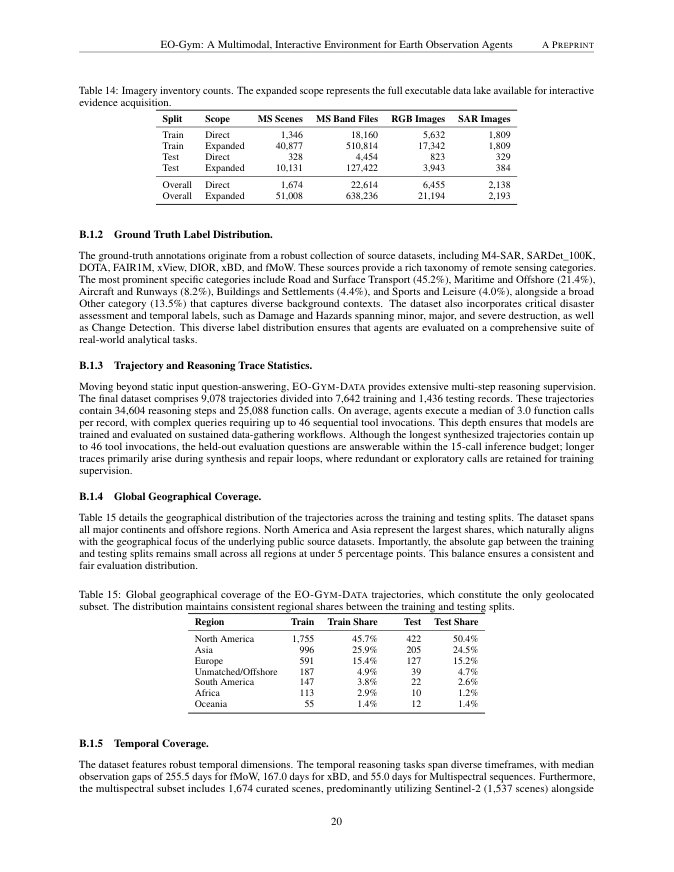 EO-Gym: A Multimodal, Interactive Environment for Earth Observation Agents A PREPRINT
Table 14: Imagery inventory counts. The expanded scope represents the full executable data lake available for interactive
evidence acquisition.
Split Scope MS Scenes MS Band Files RGB Images SAR Images
Train Direct 1,346 18,160 5,632 1,809
Train Expanded 40,877 510,814 17,342 1,809
Test Direct 328 4,454 823 329
Test Expanded 10,131 127,422 3,943 384
Overall Direct 1,674 22,614 6,455 2,138
Overall Expanded 51,008 638,236 21,194 2,193
B.1.2 Ground Truth Label Distribution.
The ground-truth annotations originate from a robust collection of source datasets, including M4-SAR, SARDet_100K,
DOTA, FAIR1M, xView, DIOR, xBD, and fMoW. These sources provide a rich taxonomy of remote sensing categories.
The most prominent specific categories include Road and Surface Transport (45.2%), Maritime and Offshore (21.4%),
Aircraft and Runways (8.2%), Buildings and Settlements (4.4%), and Sports and Leisure (4.0%), alongside a broad
Other category (13.5%) that captures diverse background contexts. The dataset also incorporates critical disaster
assessment and temporal labels, such as Damage and Hazards spanning minor, major, and severe destruction, as well
as Change Detection. This diverse label distribution ensures that agents are evaluated on a comprehensive suite of
real-world analytical tasks.
B.1.3 Trajectory and Reasoning Trace Statistics.
Moving beyond static input question-answering, EO-GYM-DATA provides extensive multi-step reasoning supervision.
The final dataset comprises 9,078 trajectories divided into 7,642 training and 1,436 testing records. These trajectories
contain 34,604 reasoning steps and 25,088 function calls. On average, agents execute a median of 3.0 function calls
per record, with complex queries requiring up to 46 sequential tool invocations. This depth ensures that models are
trained and evaluated on sustained data-gathering workflows. Although the longest synthesized trajectories contain up
to 46 tool invocations, the held-out evaluation questions are answerable within the 15-call inference budget; longer
traces primarily arise during synthesis and repair loops, where redundant or exploratory calls are retained for training
supervision.
B.1.4 Global Geographical Coverage.
Table 15 details the geographical distribution of the trajectories across the training and testing splits. The dataset spans
all major continents and offshore regions. North America and Asia represent the largest shares, which naturally aligns
with the geographical focus of the underlying public source datasets. Importantly, the absolute gap between the training
and testing splits remains small across all regions at under 5 percentage points. This balance ensures a consistent and
fair evaluation distribution.
Table 15: Global geographical coverage of the EO-GYM-DATA trajectories, which constitute the only geolocated
subset. The distribution maintains consistent regional shares between the training and testing splits.
Region Train Train Share Test Test Share
North America 1,755 45.7% 422 50.4%
Asia 996 25.9% 205 24.5%
Europe 591 15.4% 127 15.2%
Unmatched/Offshore 187 4.9% 39 4.7%
South America 147 3.8% 22 2.6%
Africa 113 2.9% 10 1.2%
Oceania 55 1.4% 12 1.4%
B.1.5 Temporal Coverage.
The dataset features robust temporal dimensions. The temporal reasoning tasks span diverse timeframes, with median
observation gaps of 255.5 days for fMoW, 167.0 days for xBD, and 55.0 days for Multispectral sequences. Furthermore,
the multispectral subset includes 1,674 curated scenes, predominantly utilizing Sentinel-2 (1,537 scenes) alongside
20